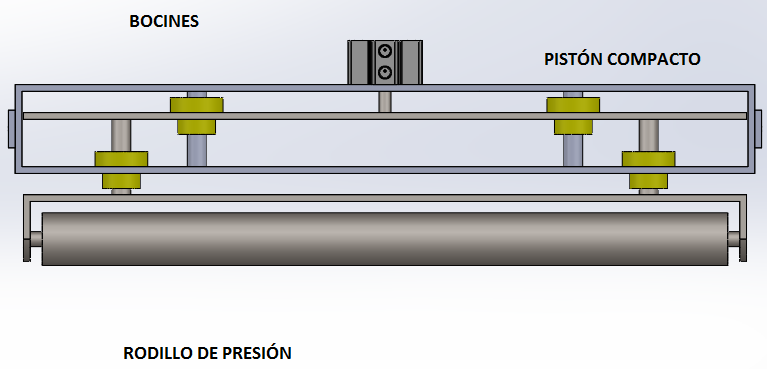 BOCINES
PISTÓN COMPACTO
RODILLO DE PRESIÓN